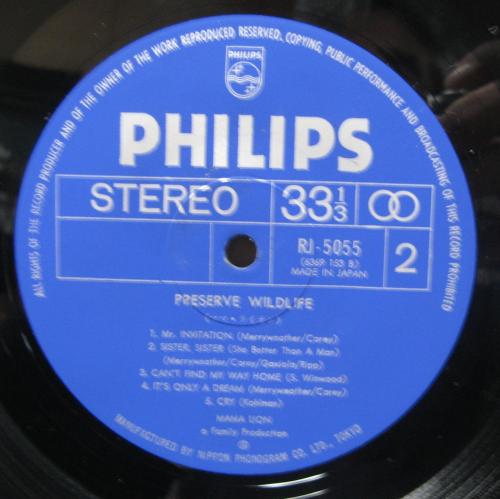 ALL RIGHTS OF THE RECORD PRODUCER AND OF THE OWNER OF THE WORK REPRODUCED RESERVED. COPYING, PUBLIC PERFORMANCE AND BROADCASTING OF THIS RECORD PROHIBITED
PHILIPS
PHILIPS
STEREO 33 1/3
RJ-5055 2
(6369 153 B)
MADE IN JAPAN
PRESERVE WILDLIFE
1. Mr. INVITATION (Merryweather/Carey)
2. SISTER, SISTER (She Better Than A Man)
(Merryweather/Carey/Gaxiola/Ripp)
3. CAN'T FIND MY WAY HOME (S. Winwood)
4. IT'S ONLY A DREAM (Merryweather/Carey)
5. CRY (Kohlman)
MAMA LION
a Family Production
Ⓟ
MANUFACTURED BY NIPPON PHONOGRAM CO., LTD., TOKYO